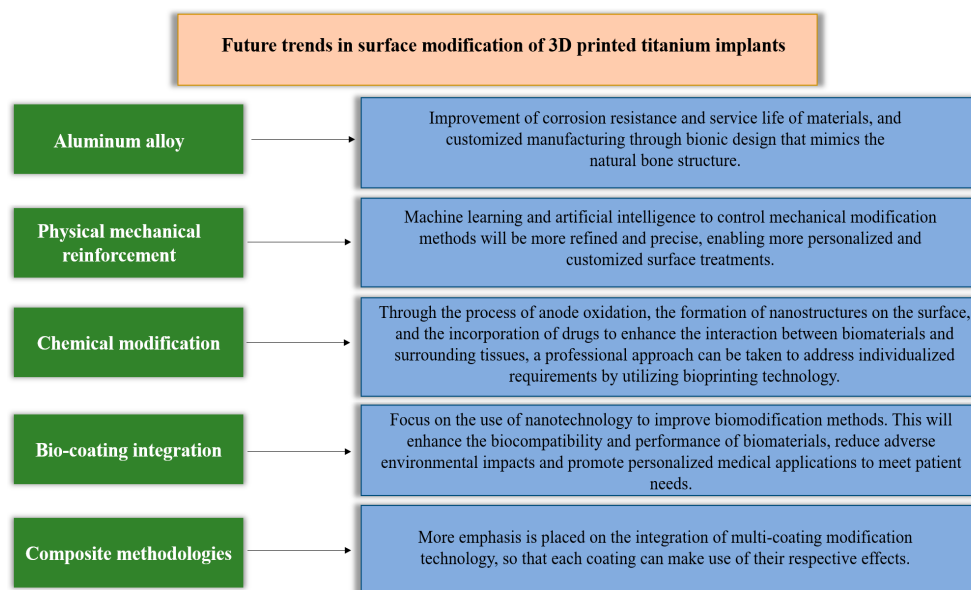 Future trends in surface modification of 3D printed titanium implants
Aluminum alloy
Improvement of corrosion resistance and service life of materials, and
customized manufacturing through bionic design that mimics the
natural bone structure.
Physical mechanical
reinforcement
Machine learning and artificial intelligence to control mechanical modification
methods will be more refined and precise, enabling more personalized and
customized surface treatments.
Chemical modification
Through the process of anode oxidation, the formation of nanostructures on the surface,
and the incorporation of drugs to enhance the interaction between biomaterials and
surrounding tissues, a professional approach can be taken to address individualized
requirements by utilizing bioprinting technology.
Bio-coating integration
Focus on the use of nanotechnology to improve biomodification methods. This will
enhance the biocompatibility and performance of biomaterials, reduce adverse
environmental impacts and promote personalized medical applications to meet patient
needs.
Composite methodologies
More emphasis is placed on the integration of multi-coating modification
technology, so that each coating can make use of their respective effects.